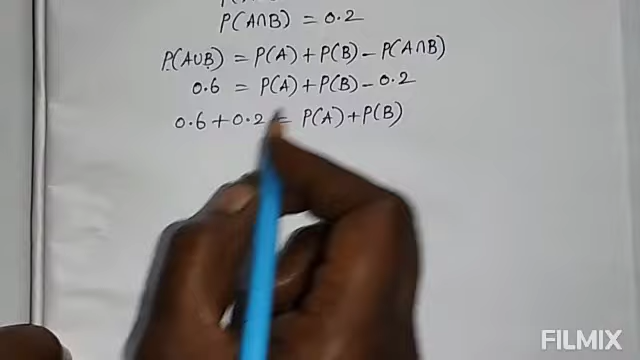 P(A∩B) = 0.2
P(A∪B) = P(A) + P(B) − P(A∩B)
0.6 = P(A) + P(B) − 0.2
0.6 + 0.2 = P(A) + P(B)
FILMIX